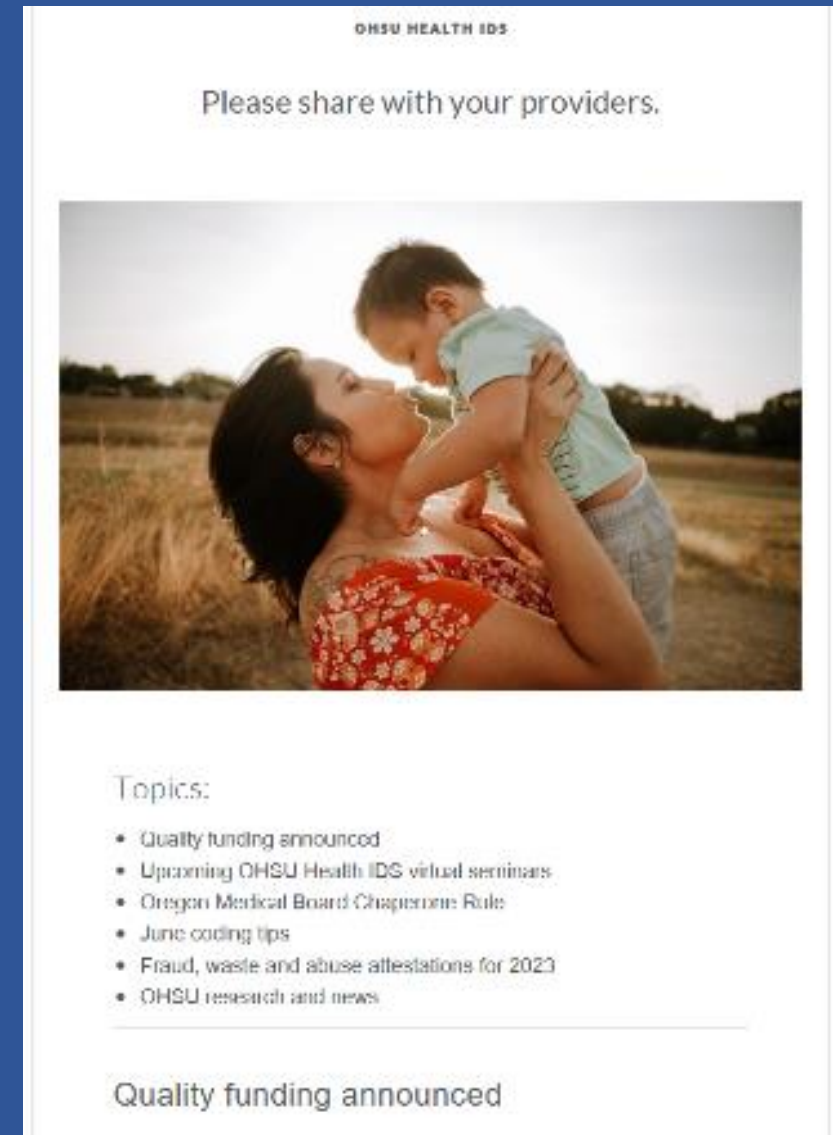 OHSU HEALTH IDS
Please share with your providers.
Topics:
• Quality funding announced
• Upcoming OHSU Health IDS virtual seminars
• Oregon Medical Board Chaperone Rule
• June coding tips
• Fraud, waste and abuse attestations for 2023
• OHSU research and news
Quality funding announced